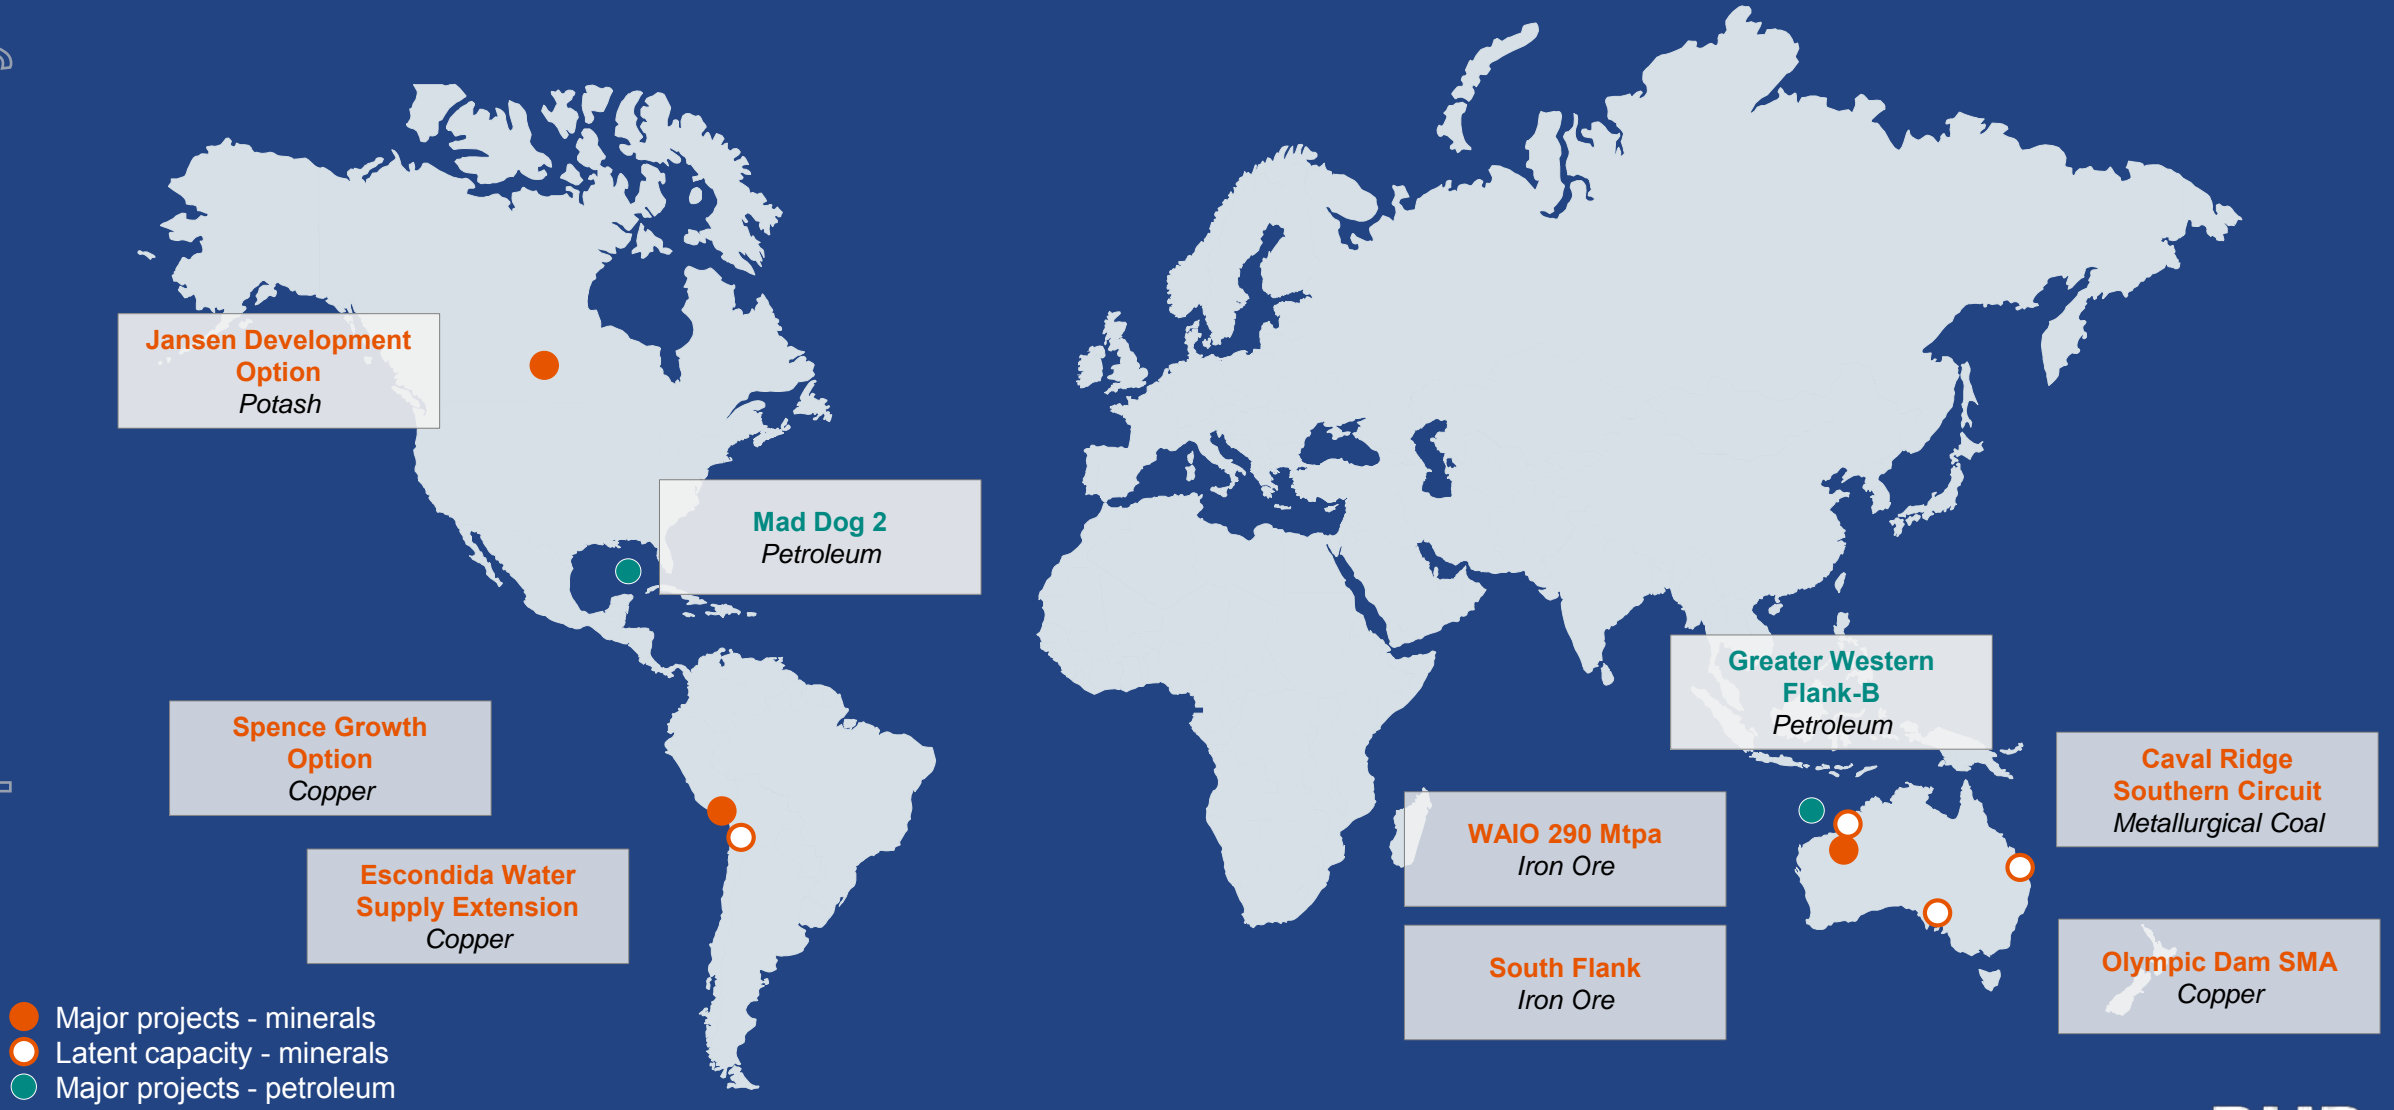 Jansen Development
Option
Potash
Mad Dog 2
Petroleum
Greater Western
Flank-B
Petroleum
Spence Growth
Option
Copper
Caval Ridge
Southern Circuit
Metallurgical Coal
WAIO 290 Mtpa
Iron Ore
Escondida Water
Supply Extension
Copper
South Flank
Iron Ore
Olympic Dam SMA
Copper
Major projects - minerals
Latent capacity - minerals
Major projects - petroleum